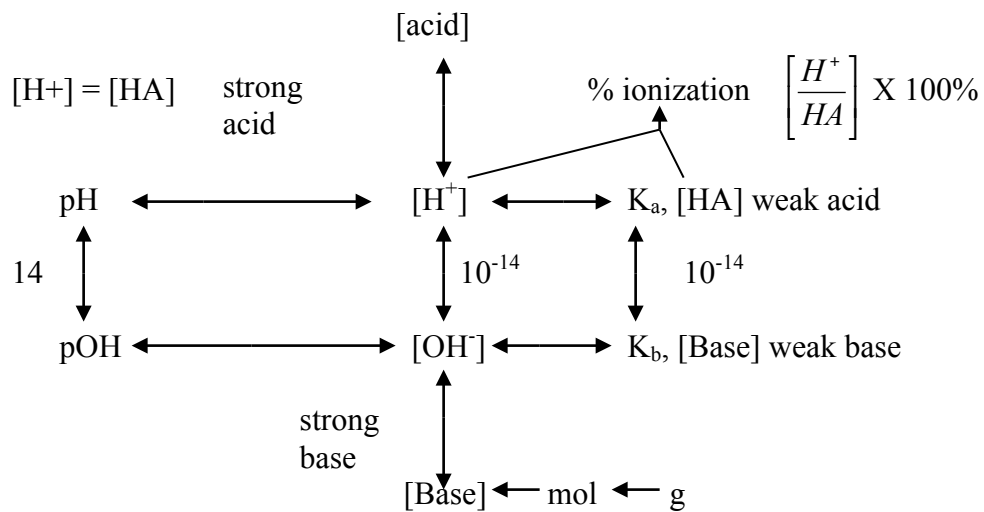 [acid]
[H+] = [HA] strong acid % ionization [H⁺/HA] X 100%
pH [H⁺] Kₐ, [HA] weak acid
14 10⁻¹⁴ 10⁻¹⁴
pOH [OH⁻] K_b, [Base] weak base
strong base
[Base] mol g